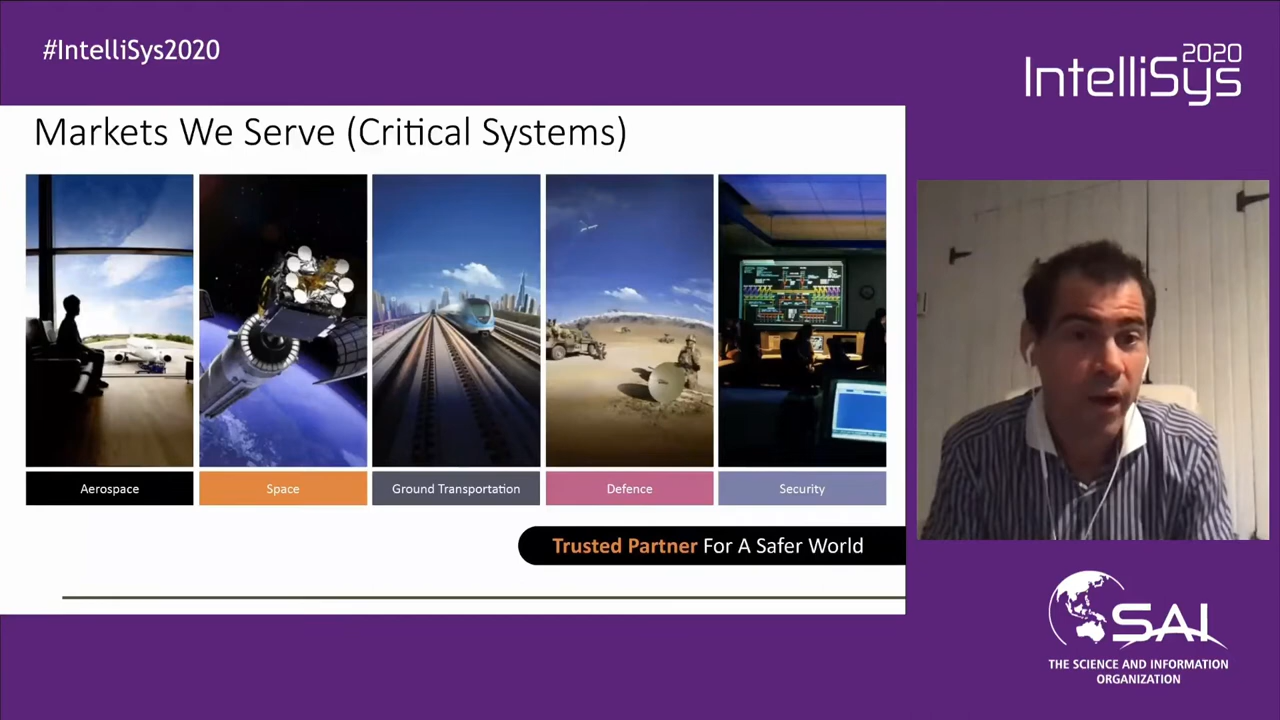 #IntelliSys2020
2020
IntelliSys
Markets We Serve (Critical Systems)
Aerospace
Space
Ground Transportation
Defence
Security
Trusted Partner For A Safer World
SAI
THE SCIENCE AND INFORMATION
ORGANIZATION